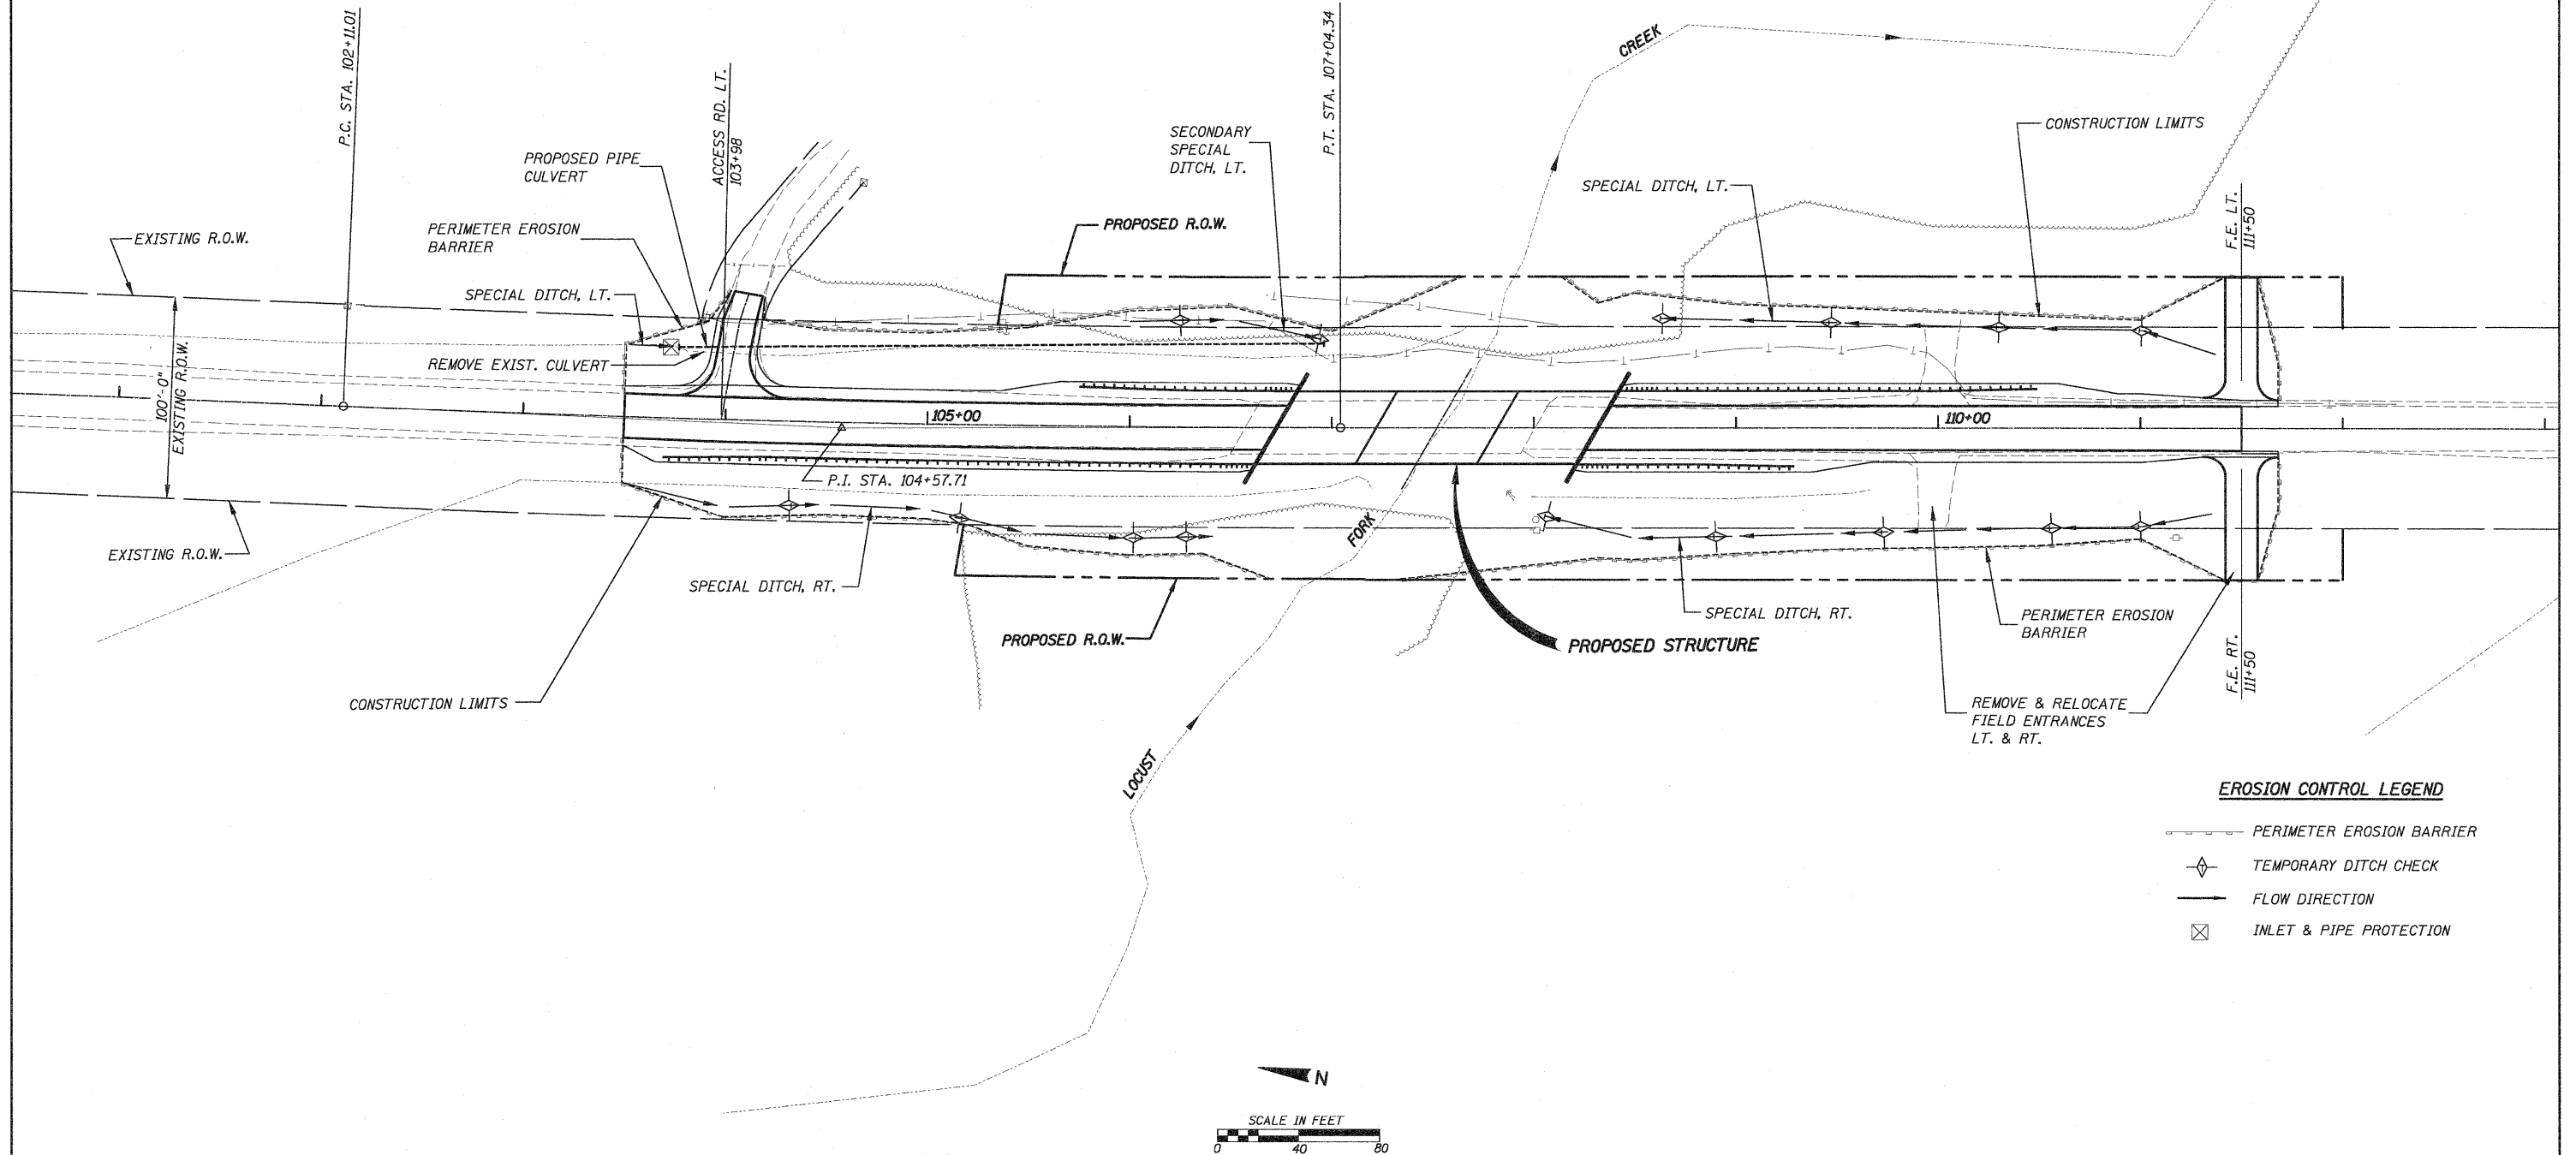 P.C. STA. 102+11.01
ACCESS RD. LT.
103+98
P.T. STA. 107+04.34
CREEK
PROPOSED PIPE
CULVERT
SECONDARY
SPECIAL
DITCH, LT.
CONSTRUCTION LIMITS
SPECIAL DITCH, LT.
EXISTING R.O.W.
PERIMETER EROSION
BARRIER
PROPOSED R.O.W.
F.E. LT.
111+50
SPECIAL DITCH, LT.
REMOVE EXIST. CULVERT
100'-0"
EXISTING R.O.W.
105+00
110+00
P.I. STA. 104+57.71
EXISTING R.O.W.
SPECIAL DITCH, RT.
FORK
PROPOSED R.O.W.
PROPOSED STRUCTURE
SPECIAL DITCH, RT.
PERIMETER EROSION
BARRIER
F.E. RT.
111+50
CONSTRUCTION LIMITS
REMOVE & RELOCATE
FIELD ENTRANCES
LT. & RT.
LOCUST
EROSION CONTROL LEGEND
PERIMETER EROSION BARRIER
T
TEMPORARY DITCH CHECK
FLOW DIRECTION
INLET & PIPE PROTECTION
N
SCALE IN FEET
0 40 80